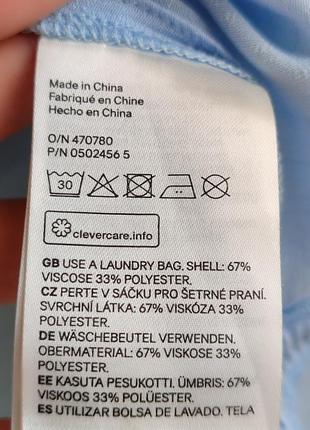 Made in China
Fabriqué en Chine
Hecho en China
O/N 470780
P/N 0502456 5
30
clevercare.info
GB USE A LAUNDRY BAG. SHELL: 67%
VISCOSE 33% POLYESTER.
CZ PERTE V SÁČKU PRO ŠETRNÉ PRANÍ.
SVRCHNÍ LÁTKA: 67% VISKÓZA 33%
POLYESTER.
DE WÄSCHEBEUTEL VERWENDEN.
OBERMATERIAL: 67% VISKOSE 33%
POLYESTER.
EE KASUTA PESUKOTTI. ÜMBRIS: 67%
VISKOOS 33% POLÜESTER.
ES UTILIZAR BOLSA DE LAVADO. TELA